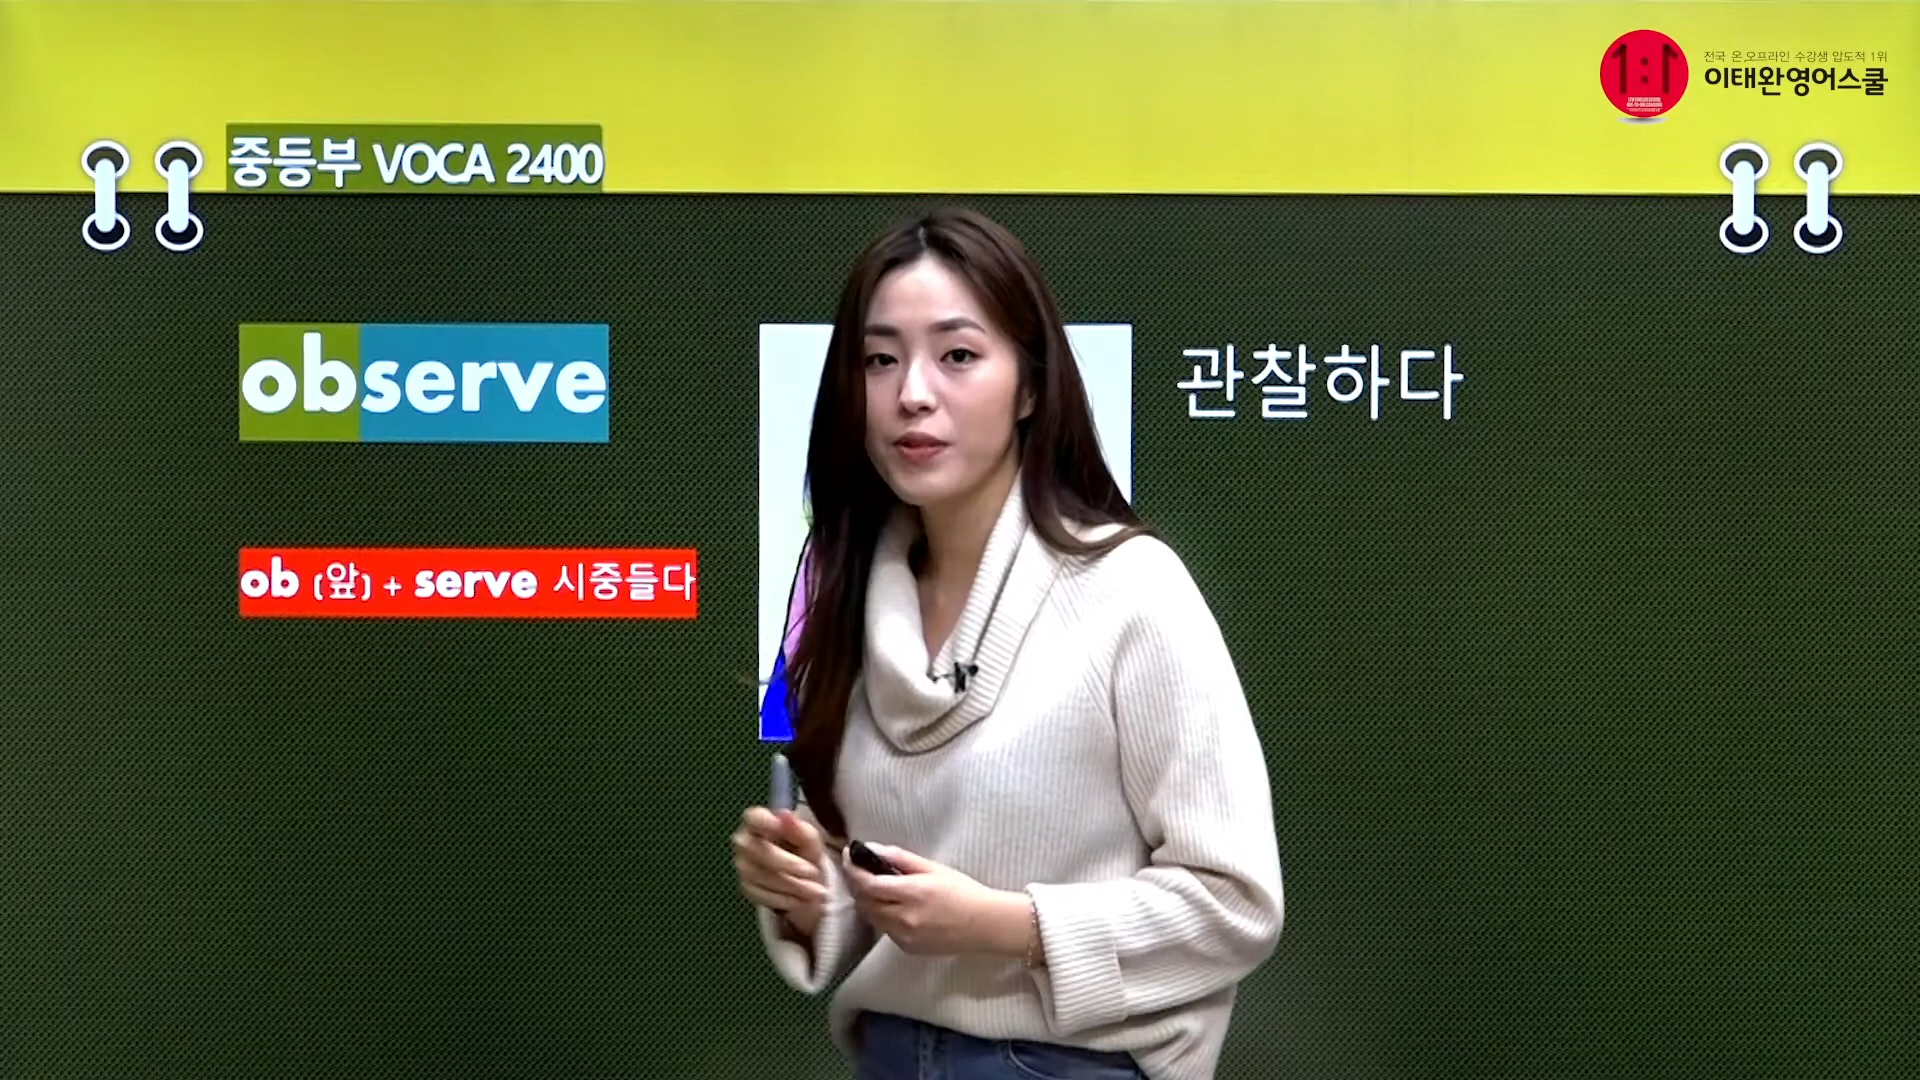 전국 온,오프라인 수강생 압도적 1위
1:1 이태완영어스쿨
중등부 VOCA 2400
observe
관찰하다
ob (앞) + serve 시중들다